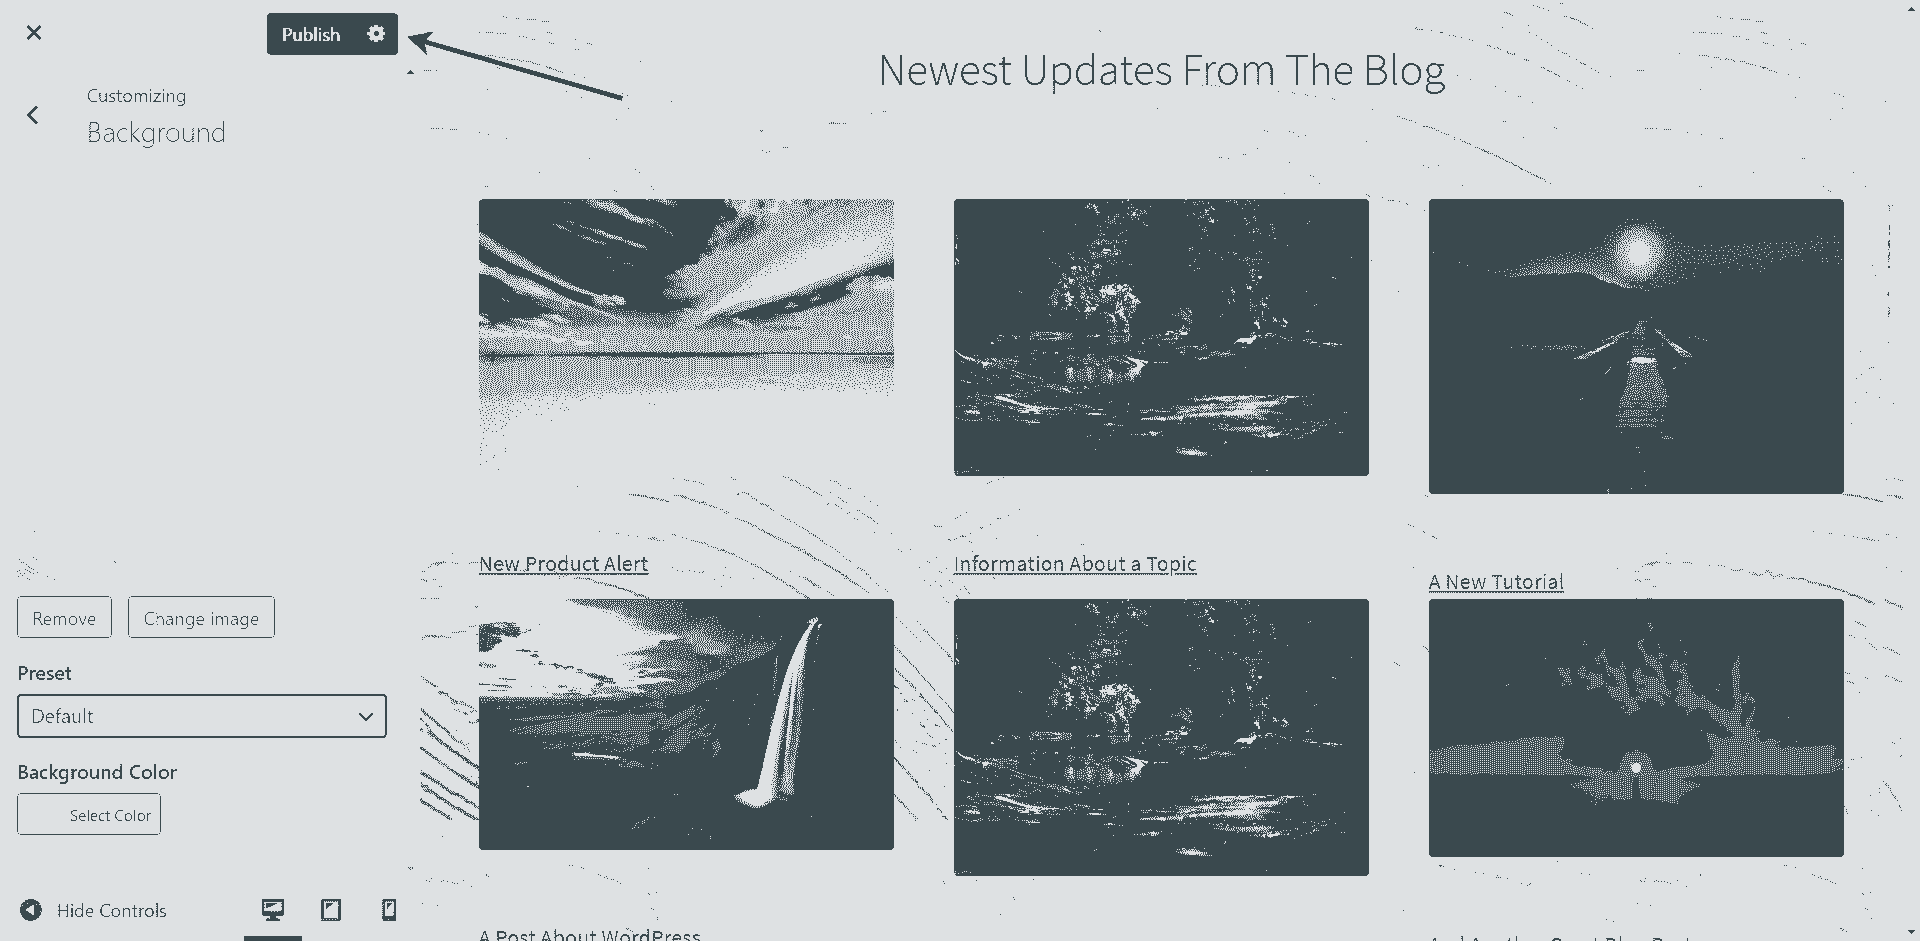 Publish
Customizing
Background
Remove
Change image
Preset
Default
Background Color
Select Color
Hide Controls
Newest Updates From The Blog
New Product Alert
Information About a Topic
A New Tutorial
A Post About WordPress